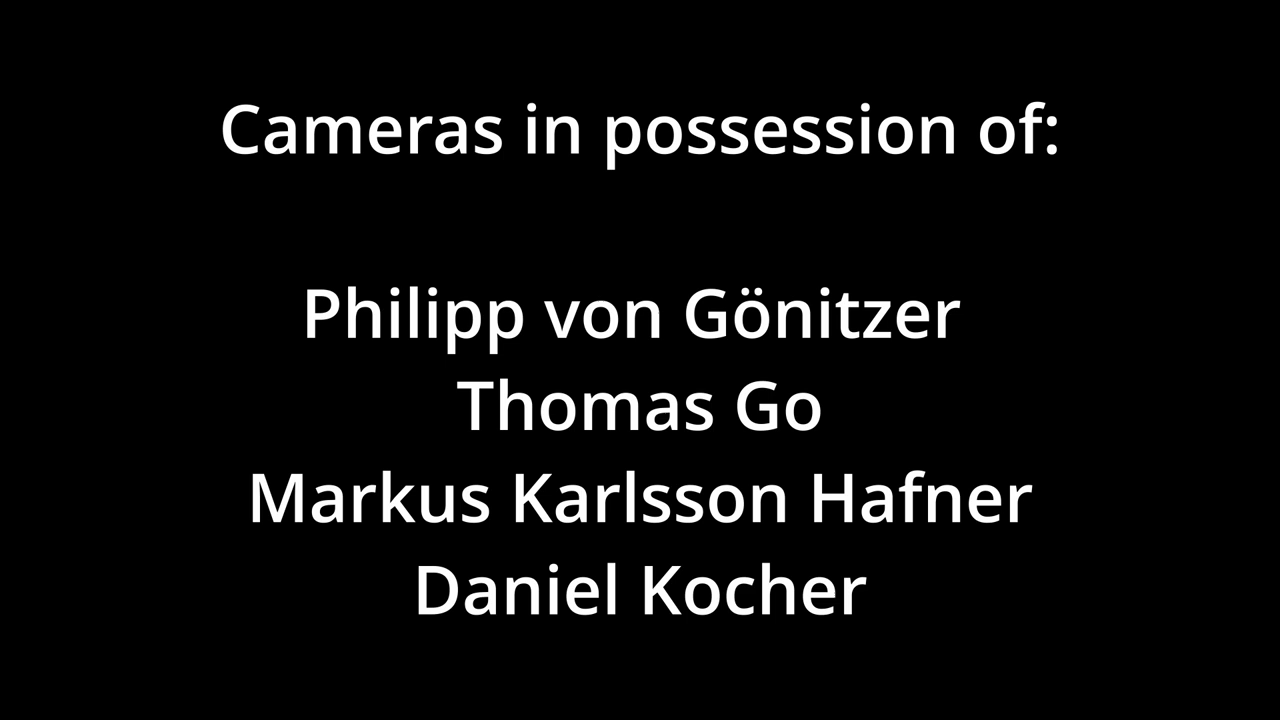 Cameras in possession of:
Philipp von Gönitzer
Thomas Go
Markus Karlsson Hafner
Daniel Kocher